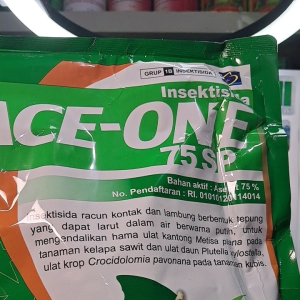 GRUP 1B INSEKTISIDA
Insektisida
ACE-ONE
75 SP
Bahan aktif : Asefat 75 %
No. Pendaftaran : RI. 01010120114014
Insektisida racun kontak dan lambung berbentuk tepung
yang dapat larut dalam air berwarna putih, untuk
mengendalikan hama ulat kantong Metisa plana pada
tanaman kelapa sawit dan ulat daun Plutella xylostella,
ulat krop Crocidolomia pavonana pada tanaman kubis.